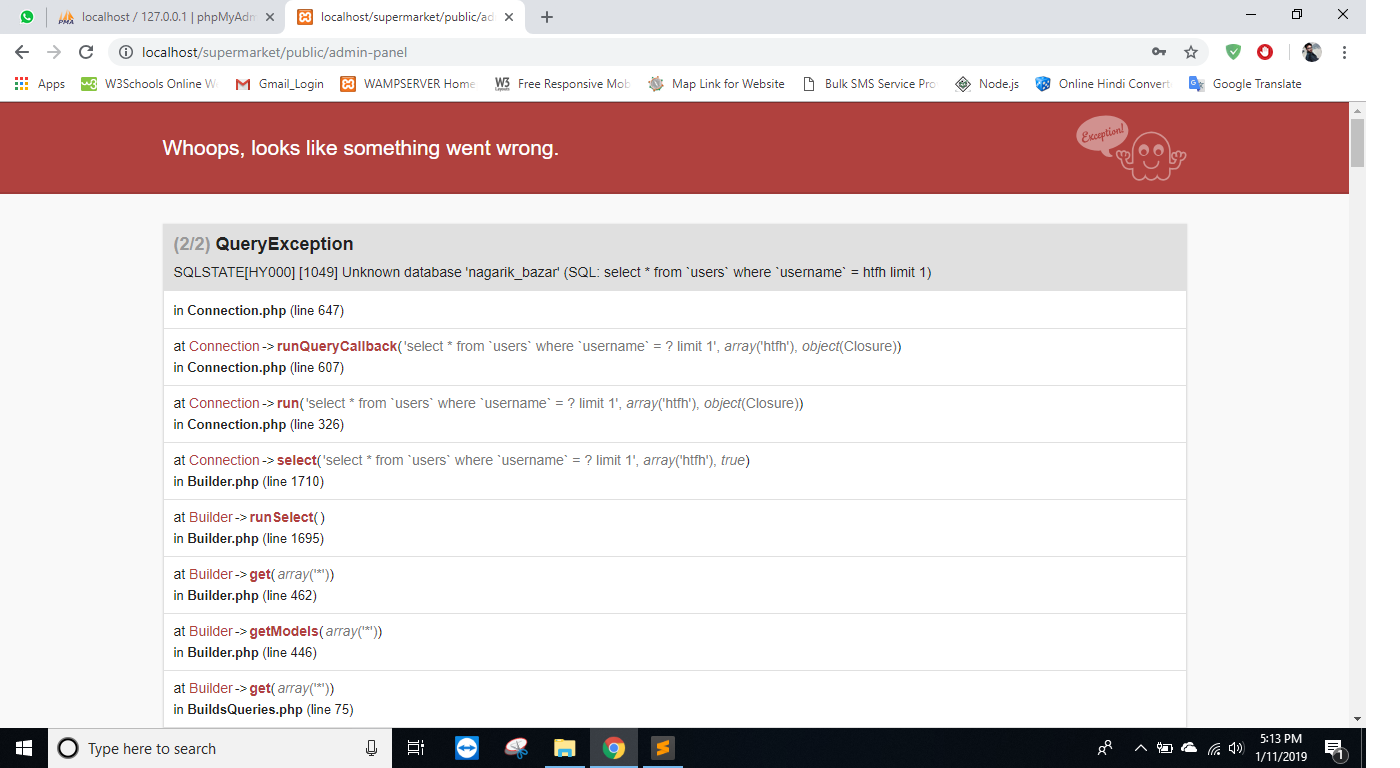 localhost / 127.0.0.1 | phpMyAdm
localhost/supermarket/public/ad
localhost/supermarket/public/admin-panel
Apps
W3Schools Online W
Gmail_Login
WAMPSERVER Home
Free Responsive Mob
Map Link for Website
Bulk SMS Service Pro
Node.js
Online Hindi Convert
Google Translate
Whoops, looks like something went wrong.
Exception!
(2/2) QueryException
SQLSTATE[HY000] [1049] Unknown database 'nagarik_bazar' (SQL: select * from `users` where `username` = htfh limit 1)
in Connection.php (line 647)
at Connection->runQueryCallback('select * from `users` where `username` = ? limit 1', array('htfh'), object(Closure))
in Connection.php (line 607)
at Connection->run('select * from `users` where `username` = ? limit 1', array('htfh'), object(Closure))
in Connection.php (line 326)
at Connection->select('select * from `users` where `username` = ? limit 1', array('htfh'), true)
in Builder.php (line 1710)
at Builder->runSelect()
in Builder.php (line 1695)
at Builder->get(array('*'))
in Builder.php (line 462)
at Builder->getModels(array('*'))
in Builder.php (line 446)
at Builder->get(array('*'))
in BuildsQueries.php (line 75)
Type here to search
5:13 PM
1/11/2019
1